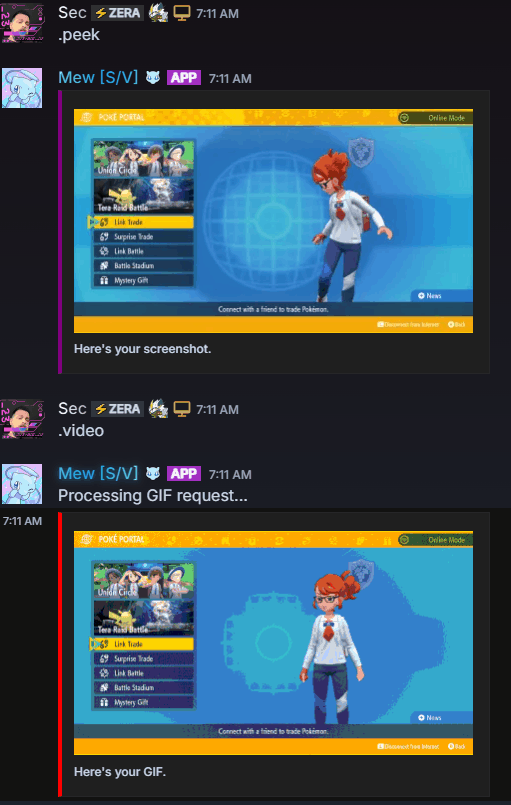 Sec ⚡ZERA 7:11 AM
.peek
Mew [S/V] APP 7:11 AM
POKÉ PORTAL
Online Mode
Union Circle
Tera Raid Battle
Link Trade
Surprise Trade
Link Battle
Battle Stadium
Mystery Gift
News
Connect with a friend to trade Pokémon.
Disconnect from Internet Back
Here's your screenshot.
Sec ⚡ZERA 7:11 AM
.video
Mew [S/V] APP 7:11 AM
Processing GIF request...
7:11 AM
POKÉ PORTAL
Online Mode
Union Circle
Tera Raid Battle
Link Trade
Surprise Trade
Link Battle
Battle Stadium
Mystery Gift
News
Connect with a friend to trade Pokémon.
Disconnect from Internet Back
Here's your GIF.